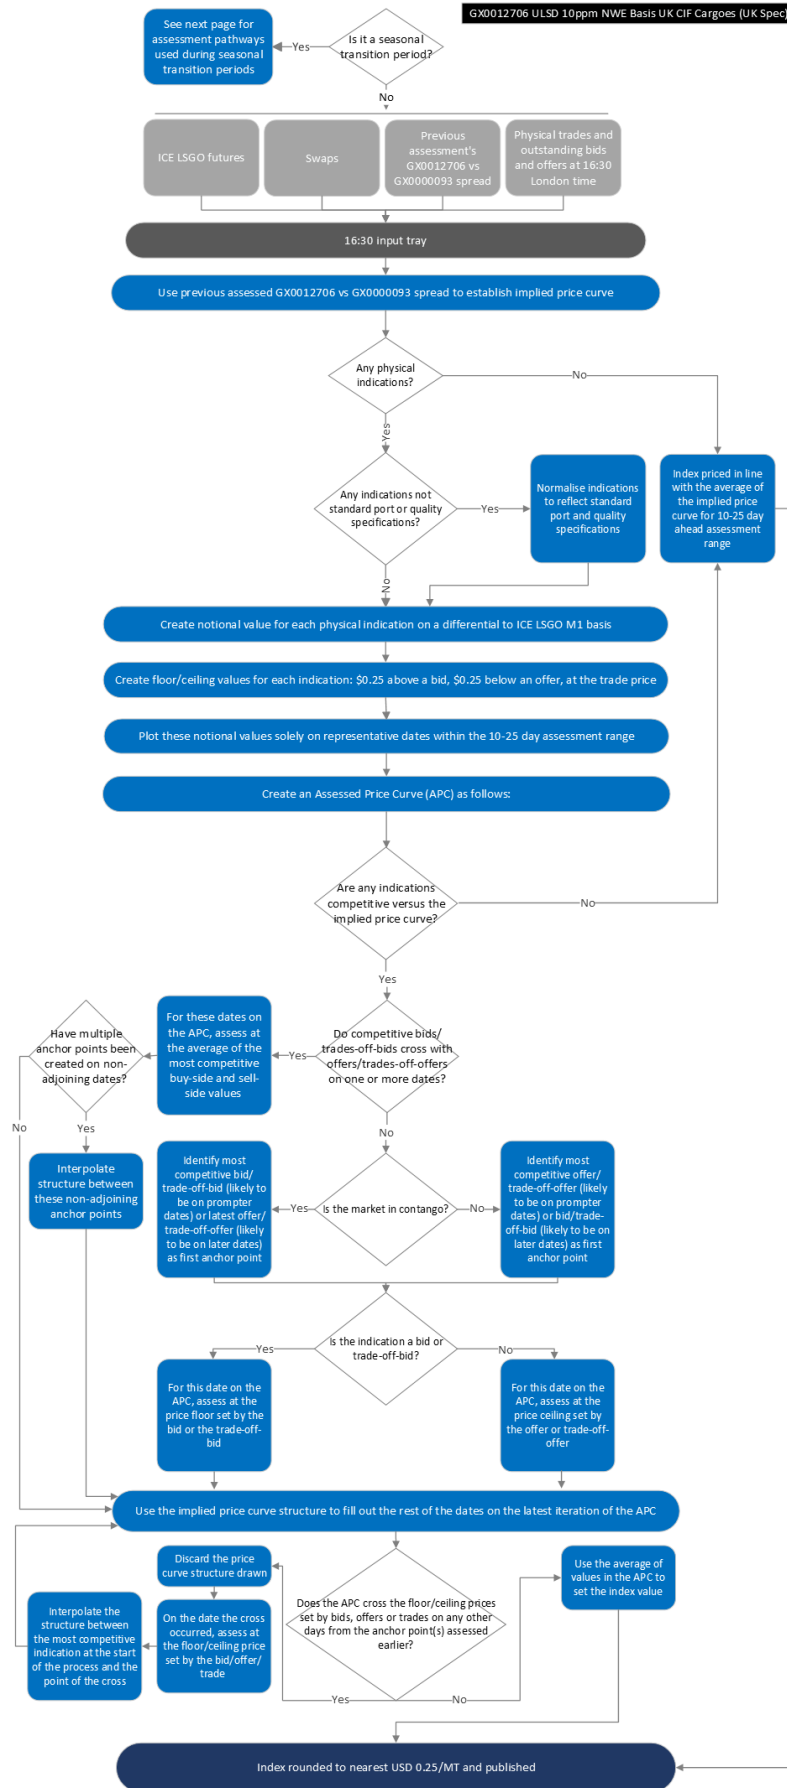 GX0012706 ULSD 10ppm NWE Basis UK CIF Cargoes (UK Spec)
See next page for
assessment pathways
used during seasonal
transition periods
Yes
Is it a seasonal
transition period?
No
ICE LSGO futures
Swaps
Previous
assessment's
GX0012706 vs
GX0000093 spread
Physical trades and
outstanding bids
and offers at 16:30
London time
16:30 input tray
Use previous assessed GX0012706 vs GX0000093 spread to establish implied price curve
Any physical
indications?
No
Yes
Any indications not
standard port or quality
specifications?
Yes
Normalise indications
to reflect standard
port and quality
specifications
Index priced in line
with the average of
the implied price
curve for 10-25 day
ahead assessment
range
No
Create notional value for each physical indication on a differential to ICE LSGO M1 basis
Create floor/ceiling values for each indication: $0.25 above a bid, $0.25 below an offer, at the trade price
Plot these notional values solely on representative dates within the 10-25 day assessment range
Create an Assessed Price Curve (APC) as follows:
Are any indications
competitive versus the
implied price curve?
No
Yes
Have multiple
anchor points been
created on non-
adjoining dates?
For these dates on
the APC, assess at
the average of the
most competitive
buy-side and sell-
side values
Yes
Do competitive bids/
trades-off-bids cross with
offers/trades-off-offers
on one or more dates?
No
Yes
No
Interpolate
structure between
these non-adjoining
anchor points
Identify most
competitive bid/
trade-off-bid (likely
to be on prompter
dates) or latest offer/
trade-off-offer (likely
to be on later dates)
as first anchor point
Yes
Is the market in contango?
No
Identify most
competitive offer/
trade-off-offer (likely
to be on prompter
dates) or bid/trade-
off-bid (likely to be
on later dates) as first
anchor point
Yes
Is the indication a bid or
trade-off-bid?
No
For this date on the
APC, assess at the
price floor set by the
bid or the trade-off-
bid
For this date on the
APC, assess at the
price ceiling set by
the offer or trade-off-
offer
Use the implied price curve structure to fill out the rest of the dates on the latest iteration of the APC
Discard the price
curve structure drawn
Does the APC cross the floor/ceiling prices
set by bids, offers or trades on any other
days from the anchor point(s) assessed
earlier?
Use the average of
values in the APC to
set the index value
Interpolate the
structure between
the most competitive
indication at the start
of the process and the
point of the cross
On the date the cross
occurred, assess at
the floor/ceiling price
set by the bid/offer/
trade
Yes
No
Index rounded to nearest USD 0.25/MT and published